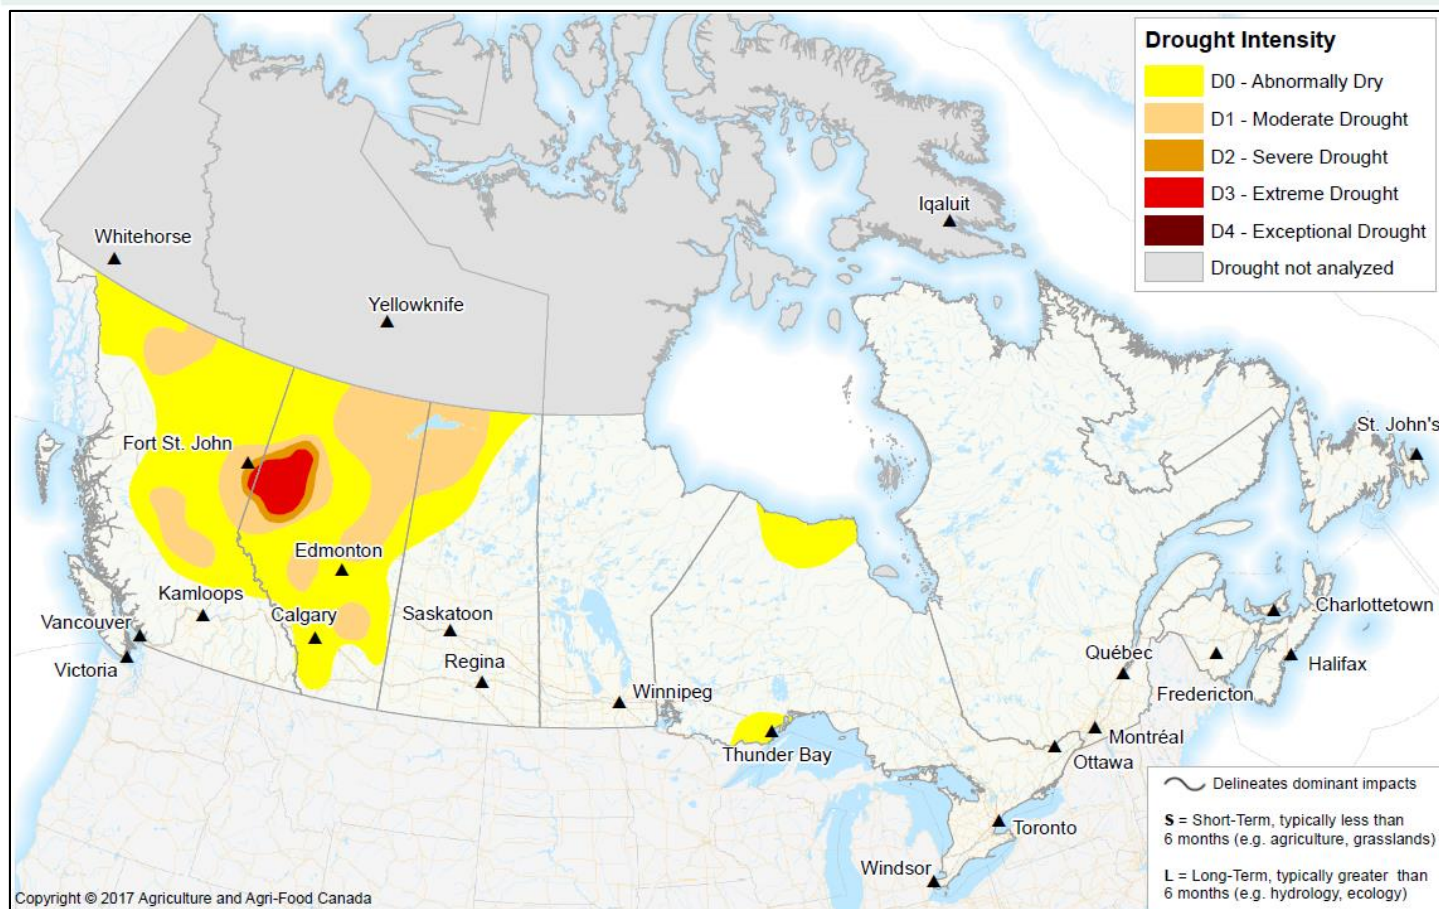 Drought Intensity
D0 - Abnormally Dry
D1 - Moderate Drought
D2 - Severe Drought
D3 - Extreme Drought
D4 - Exceptional Drought
Drought not analyzed
Iqaluit
Whitehorse
Yellowknife
Fort St. John
St. John's
Edmonton
Kamloops
Calgary
Saskatoon
Charlottetown
Vancouver
Victoria
Regina
Québec
Halifax
Winnipeg
Fredericton
Thunder Bay
Montréal
Ottawa
Toronto
Windsor
Delineates dominant impacts
S = Short-Term, typically less than
6 months (e.g. agriculture, grasslands)
L = Long-Term, typically greater than
6 months (e.g. hydrology, ecology)
Copyright © 2017 Agriculture and Agri-Food Canada